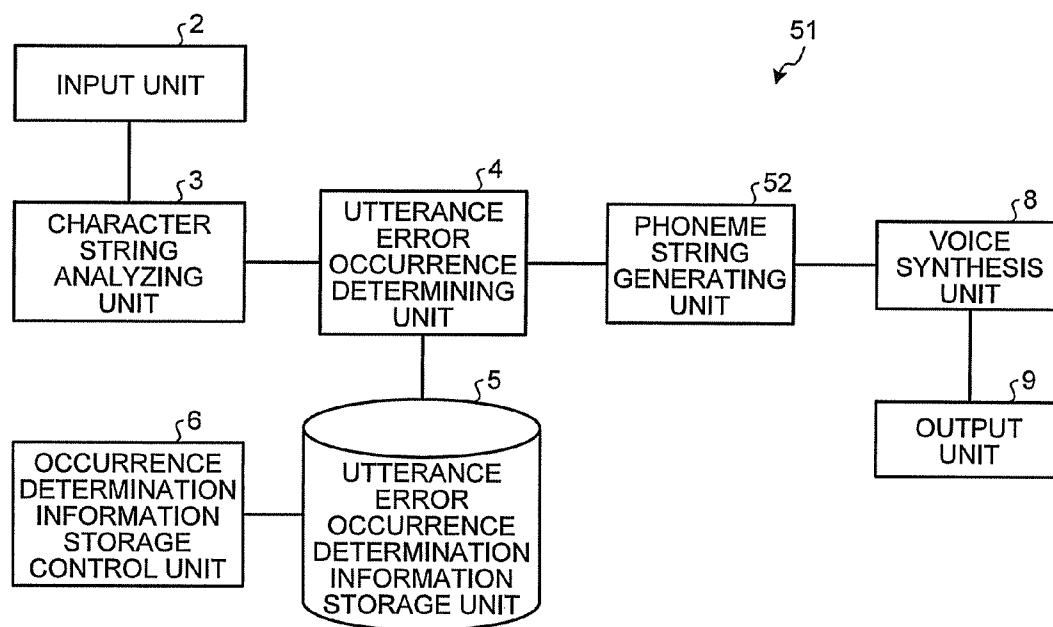 2
INPUT UNIT
51
3
CHARACTER
STRING
ANALYZING
UNIT
4
UTTERANCE
ERROR
OCCURRENCE
DETERMINING
UNIT
52
PHONEME
STRING
GENERATING
UNIT
8
VOICE
SYNTHESIS
UNIT
9
OUTPUT
UNIT
5
UTTERANCE
ERROR
OCCURRENCE
DETERMINATION
INFORMATION
STORAGE UNIT
6
OCCURRENCE
DETERMINATION
INFORMATION
STORAGE
CONTROL UNIT